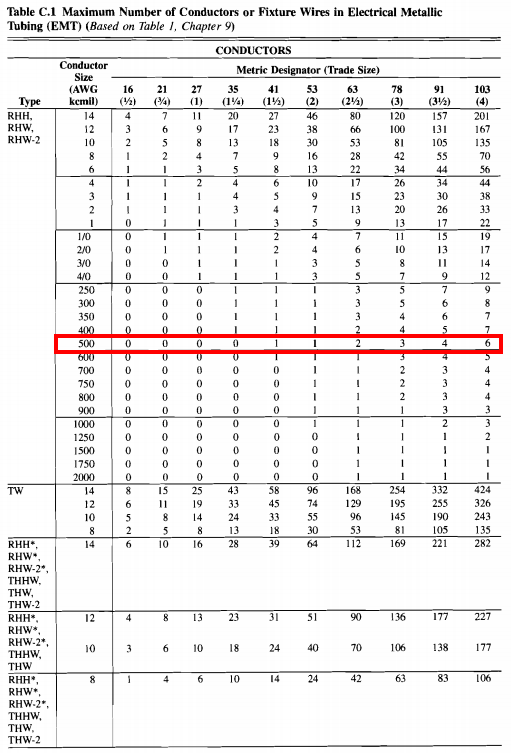 Table C.1 Maximum Number of Conductors or Fixture Wires in Electrical Metallic
Tubing (EMT) (Based on Table 1, Chapter 9)
CONDUCTORS
Type Conductor Size (AWG kcmil) Metric Designator (Trade Size)
16 (½) 21 (¾) 27 (1) 35 (1¼) 41 (1½) 53 (2) 63 (2½) 78 (3) 91 (3½) 103 (4)
RHH, 14 4 7 11 20 27 46 80 120 157 201
RHW, 12 3 6 9 17 23 38 66 100 131 167
RHW-2 10 2 5 8 13 18 30 53 81 105 135
8 1 2 4 7 9 16 28 42 55 70
6 1 1 3 5 8 13 22 34 44 56
4 1 1 2 4 6 10 17 26 34 44
3 1 1 1 4 5 9 15 23 30 38
2 1 1 1 3 4 7 13 20 26 33
1 0 1 1 1 3 5 9 13 17 22
1/0 0 1 1 1 2 4 7 11 15 19
2/0 0 1 1 1 2 4 6 10 13 17
3/0 0 0 1 1 1 3 5 8 11 14
4/0 0 0 1 1 1 3 5 7 9 12
250 0 0 0 1 1 1 3 5 7 9
300 0 0 0 1 1 1 3 5 6 8
350 0 0 0 1 1 1 3 4 6 7
400 0 0 0 1 1 1 2 4 5 7
500 0 0 0 0 1 1 2 3 4 6
600 0 0 0 0 1 1 1 3 4 5
700 0 0 0 0 0 1 1 2 3 4
750 0 0 0 0 0 1 1 2 3 4
800 0 0 0 0 0 1 1 2 3 4
900 0 0 0 0 0 1 1 1 3 3
1000 0 0 0 0 0 1 1 1 2 3
1250 0 0 0 0 0 0 1 1 1 2
1500 0 0 0 0 0 0 1 1 1 1
1750 0 0 0 0 0 0 1 1 1 1
2000 0 0 0 0 0 0 1 1 1 1
TW 14 8 15 25 43 58 96 168 254 332 424
12 6 11 19 33 45 74 129 195 255 326
10 5 8 14 24 33 55 96 145 190 243
8 2 5 8 13 18 30 53 81 105 135
RHH*, 14 6 10 16 28 39 64 112 169 221 282
RHW*,
RHW-2*,
THHW,
THW,
THW-2
RHH*, 12 4 8 13 23 31 51 90 136 177 227
RHW*,
RHW-2*, 10 3 6 10 18 24 40 70 106 138 177
THHW,
THW
RHH*, 8 1 4 6 10 14 24 42 63 83 106
RHW*,
RHW-2*,
THHW,
THW,
THW-2